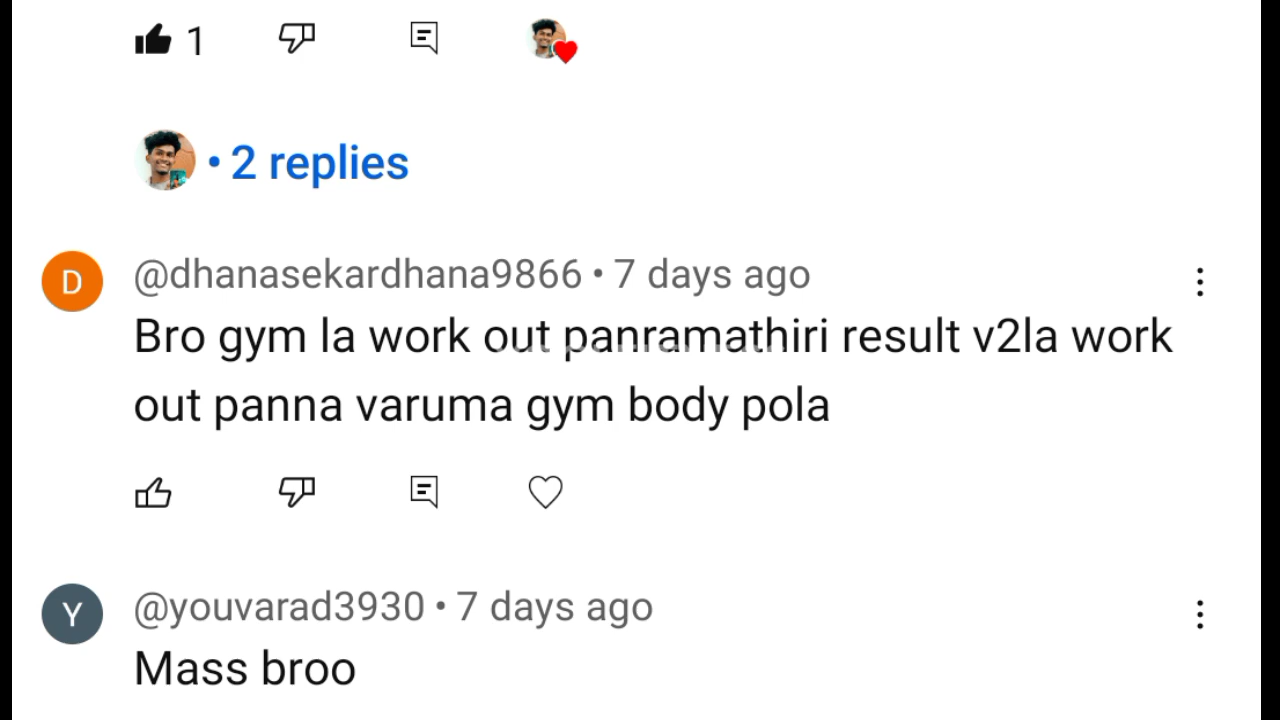 1
• 2 replies
D
@dhanasekardhana9866 • 7 days ago
Bro gym la work out panramathiri result v2la work
out panna varuma gym body pola
Y
@youvarad3930 • 7 days ago
Mass broo